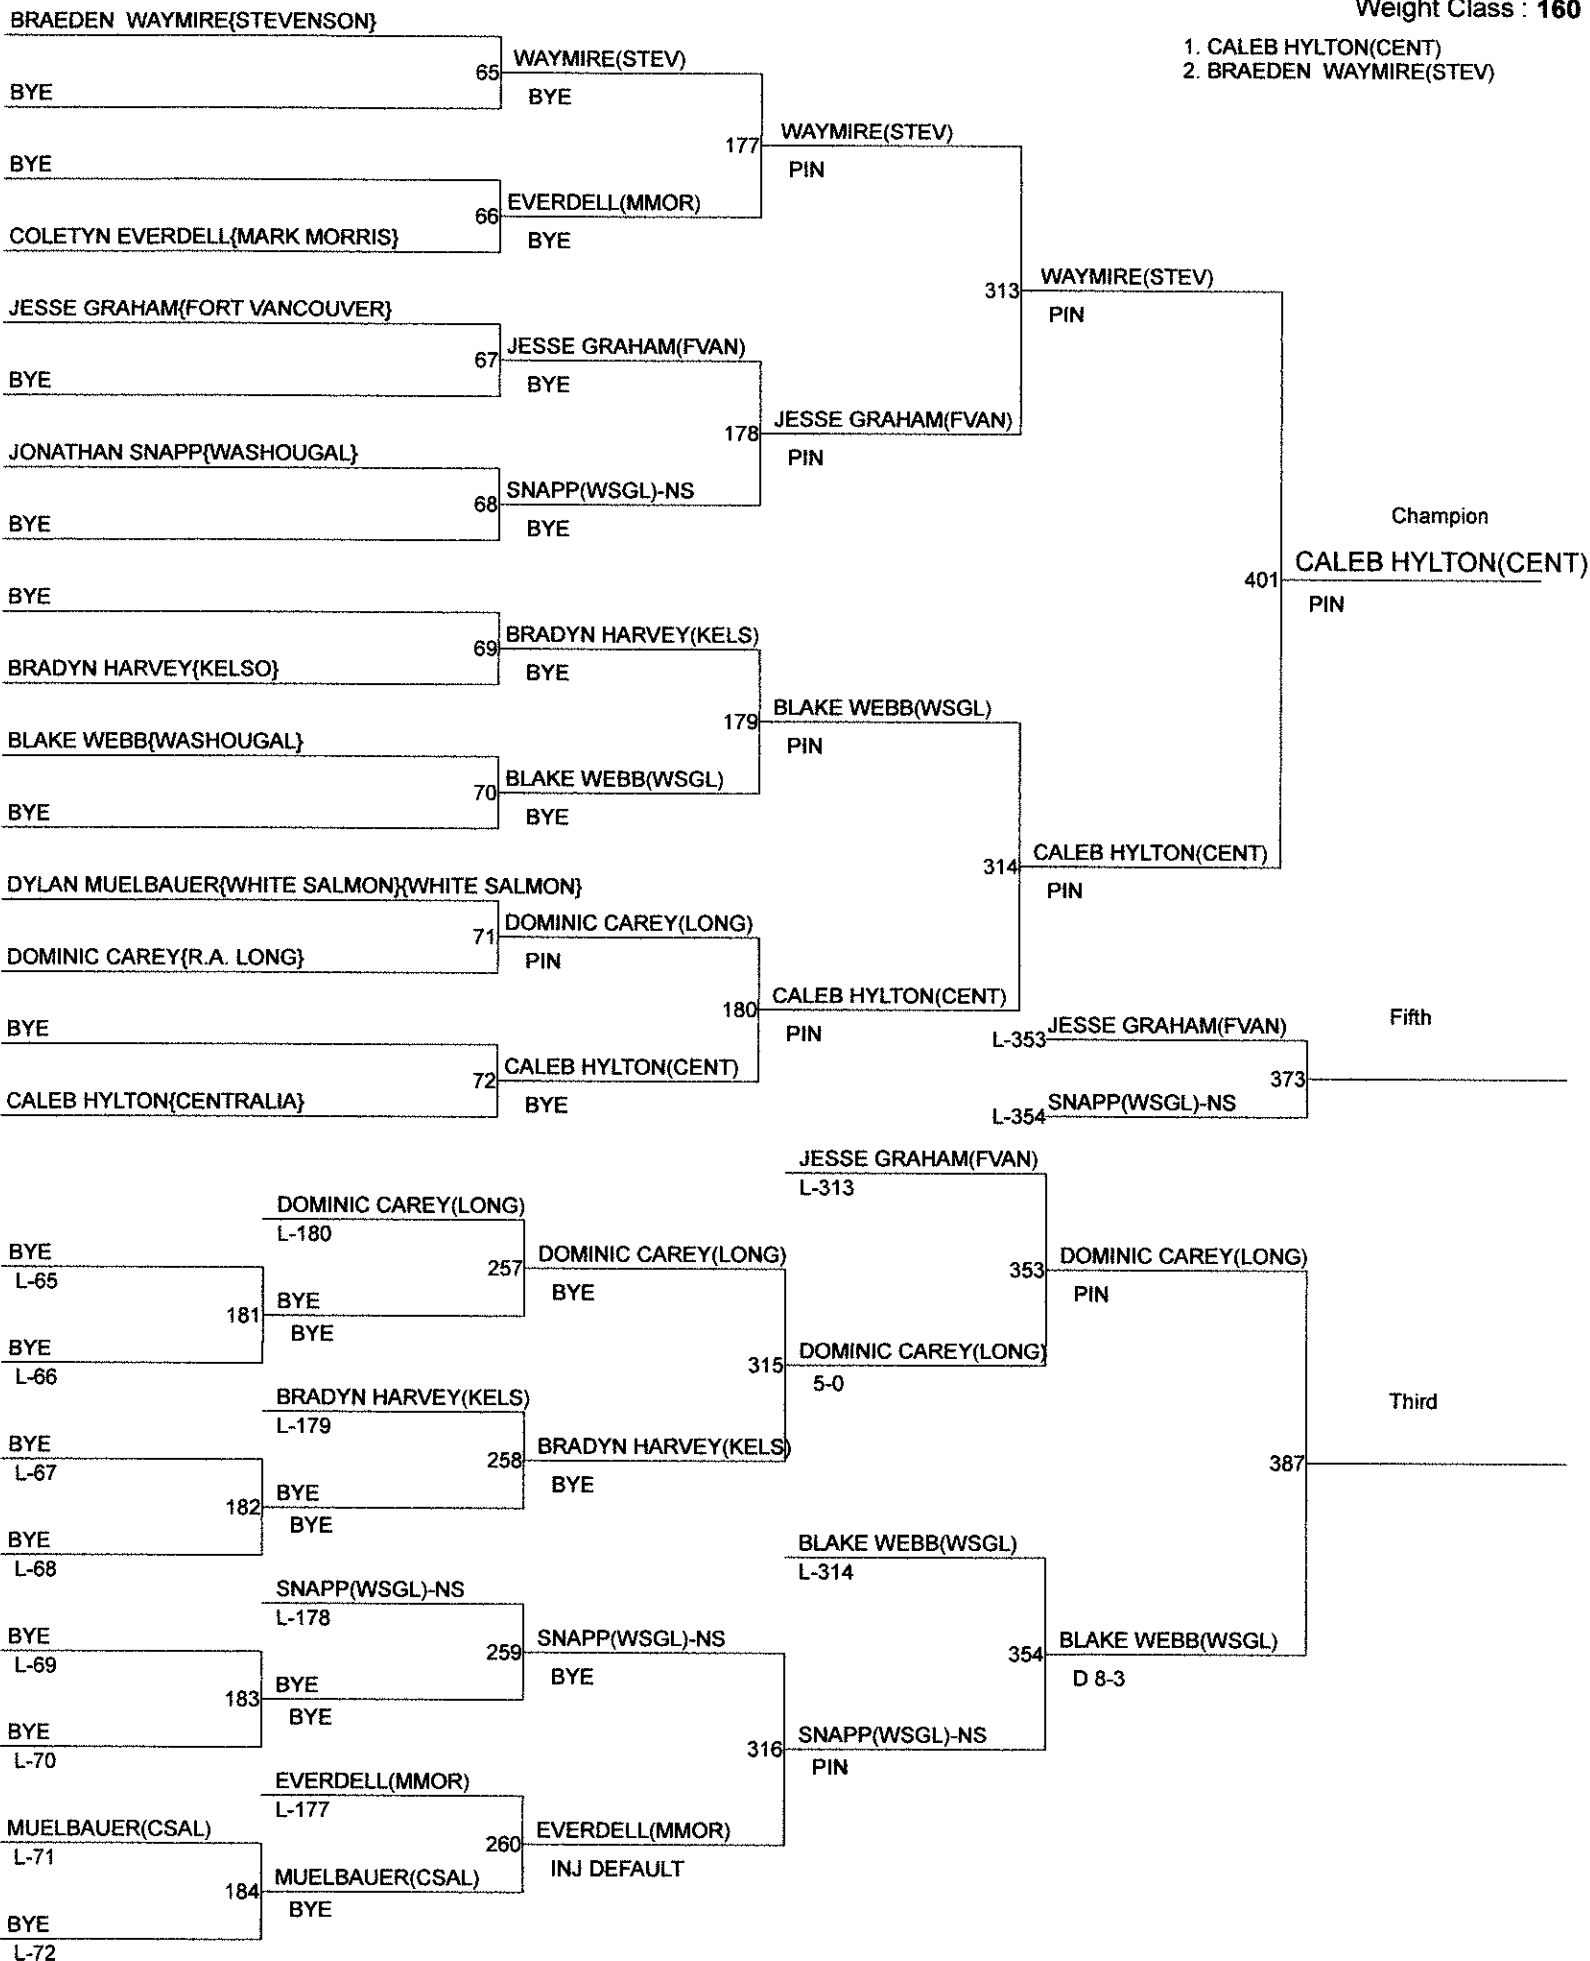 Weight Class : 160
1. CALEB HYLTON(CENT)
2. BRAEDEN  WAYMIRE(STEV)
BRAEDEN  WAYMIRE{STEVENSON}
65
WAYMIRE(STEV)
BYE
BYE
177
WAYMIRE(STEV)
PIN
BYE
66
EVERDELL(MMOR)
BYE
COLETYN EVERDELL{MARK MORRIS}
313
WAYMIRE(STEV)
PIN
JESSE GRAHAM{FORT VANCOUVER}
67
JESSE GRAHAM(FVAN)
BYE
BYE
178
JESSE GRAHAM(FVAN)
PIN
JONATHAN SNAPP{WASHOUGAL}
68
SNAPP(WSGL)-NS
BYE
BYE
Champion
401
CALEB HYLTON(CENT)
PIN
BYE
69
BRADYN HARVEY(KELS)
BYE
BRADYN HARVEY{KELSO}
179
BLAKE WEBB(WSGL)
PIN
BLAKE WEBB{WASHOUGAL}
70
BLAKE WEBB(WSGL)
BYE
BYE
314
CALEB HYLTON(CENT)
PIN
DYLAN MUELBAUER{WHITE SALMON}{WHITE SALMON}
71
DOMINIC CAREY(LONG)
PIN
DOMINIC CAREY{R.A. LONG}
180
CALEB HYLTON(CENT)
PIN
BYE
72
CALEB HYLTON(CENT)
BYE
CALEB HYLTON{CENTRALIA}
Fifth
L-353
JESSE GRAHAM(FVAN)
373
L-354
SNAPP(WSGL)-NS
JESSE GRAHAM(FVAN)
L-313
DOMINIC CAREY(LONG)
L-180
BYE
L-65
257
DOMINIC CAREY(LONG)
BYE
353
DOMINIC CAREY(LONG)
PIN
181
BYE
BYE
BYE
L-66
315
DOMINIC CAREY(LONG)
5-0
BRADYN HARVEY(KELS)
L-179
Third
BYE
L-67
258
BRADYN HARVEY(KELS)
BYE
387
182
BYE
BYE
BYE
L-68
BLAKE WEBB(WSGL)
L-314
SNAPP(WSGL)-NS
L-178
BYE
L-69
259
SNAPP(WSGL)-NS
BYE
354
BLAKE WEBB(WSGL)
D 8-3
183
BYE
BYE
BYE
L-70
316
SNAPP(WSGL)-NS
PIN
EVERDELL(MMOR)
L-177
MUELBAUER(CSAL)
L-71
260
EVERDELL(MMOR)
INJ DEFAULT
184
MUELBAUER(CSAL)
BYE
BYE
L-72